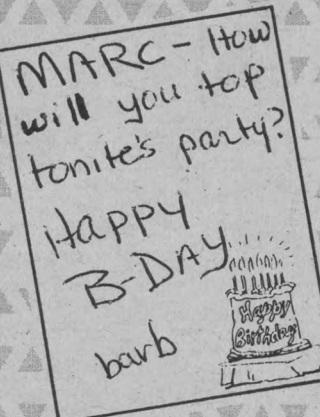 MARC - How
will you top
tonite's party?
Happy
B-DAY
barb
Happy
Birthday